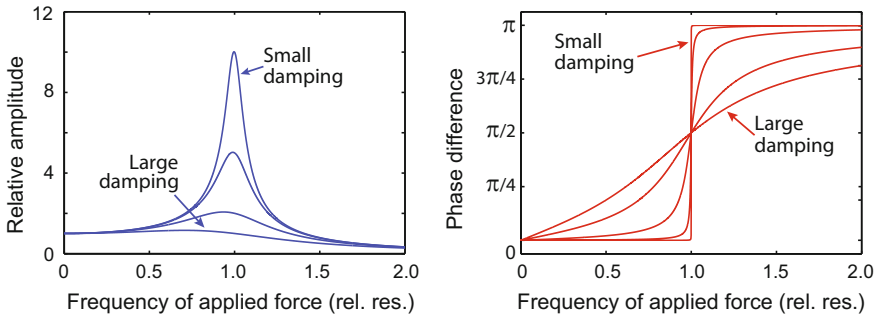 12
8
4
0
0
0.5
1.0
1.5
2.0
Relative amplitude
Small
damping
Large
damping
Frequency of applied force (rel. res.)
π
3π/4
π/2
π/4
0
0
0.5
1.0
1.5
2.0
Phase difference
Small
damping
Large
damping
Frequency of applied force (rel. res.)